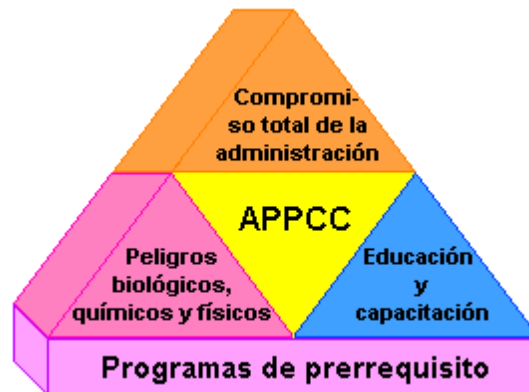 Compromi-
so total de la
administración
APPCC
Peligros
biológicos,
químicos y físicos
Educación
y
capacitación
Programas de prerrequisito